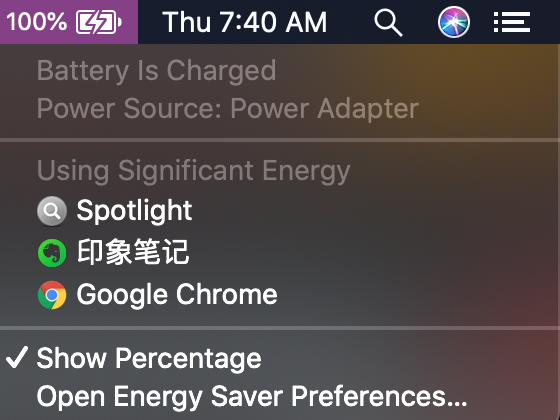 100% Thu 7:40 AM
Battery Is Charged
Power Source: Power Adapter
Using Significant Energy
Spotlight
印象笔记
Google Chrome
✓ Show Percentage
Open Energy Saver Preferences...